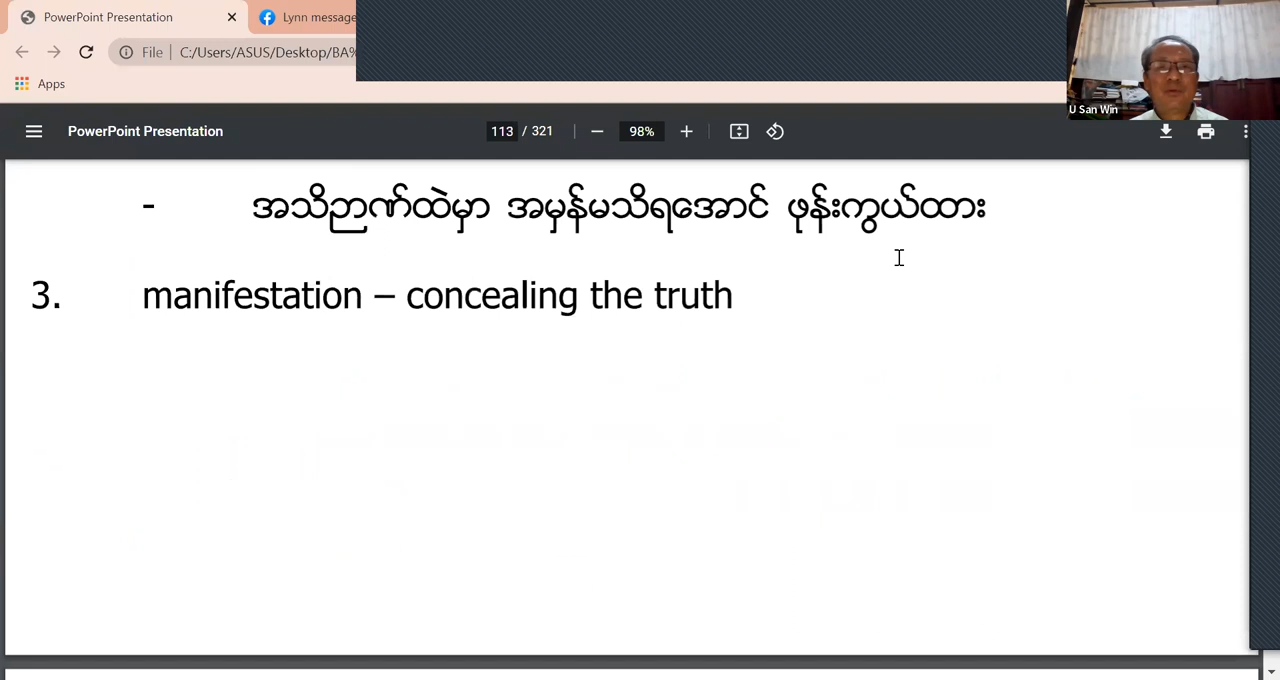 PowerPoint Presentation
Lynn message
File
C:/Users/ASUS/Desktop/BA%
Apps
U San Win
PowerPoint Presentation
113 / 321
98%
- အသိဉာဏ်ထဲမှာ အမှန်မသိရအောင် ဖုန်းကွယ်ထား
3. manifestation – concealing the truth